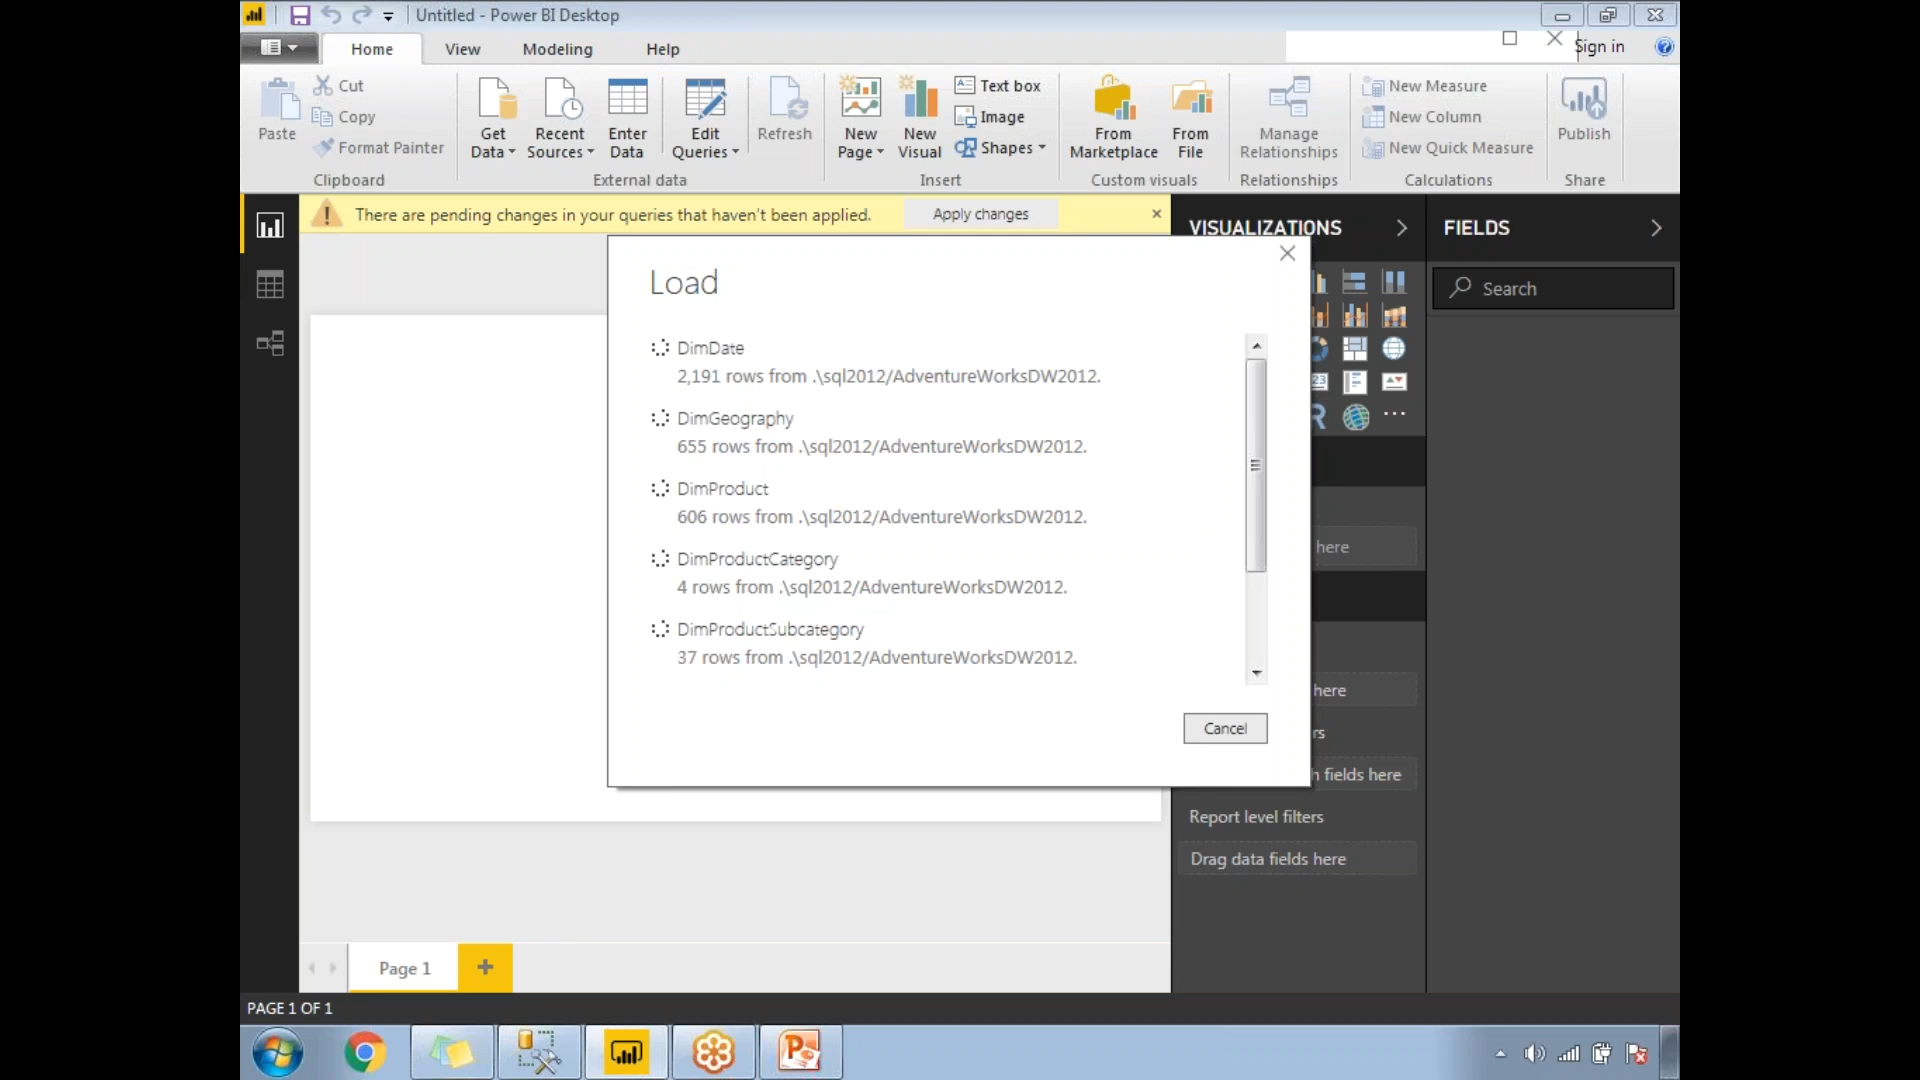 Untitled - Power BI Desktop
Home View Modeling Help
Sign in
Paste
Cut
Copy
Format Painter
Clipboard
Get Data
Recent Sources
Enter Data
Edit Queries
External data
Refresh
New Page
New Visual
Text box
Image
Shapes
Insert
From Marketplace
From File
Custom visuals
Manage Relationships
Relationships
New Measure
New Column
New Quick Measure
Calculations
Publish
Share
There are pending changes in your queries that haven't been applied.
Apply changes
VISUALIZATIONS
FIELDS
Search
Load
DimDate
2,191 rows from .\sql2012/AdventureWorksDW2012.
DimGeography
655 rows from .\sql2012/AdventureWorksDW2012.
DimProduct
606 rows from .\sql2012/AdventureWorksDW2012.
DimProductCategory
4 rows from .\sql2012/AdventureWorksDW2012.
DimProductSubcategory
37 rows from .\sql2012/AdventureWorksDW2012.
Cancel
here
here
rs
fields here
Report level filters
Drag data fields here
Page 1
PAGE 1 OF 1